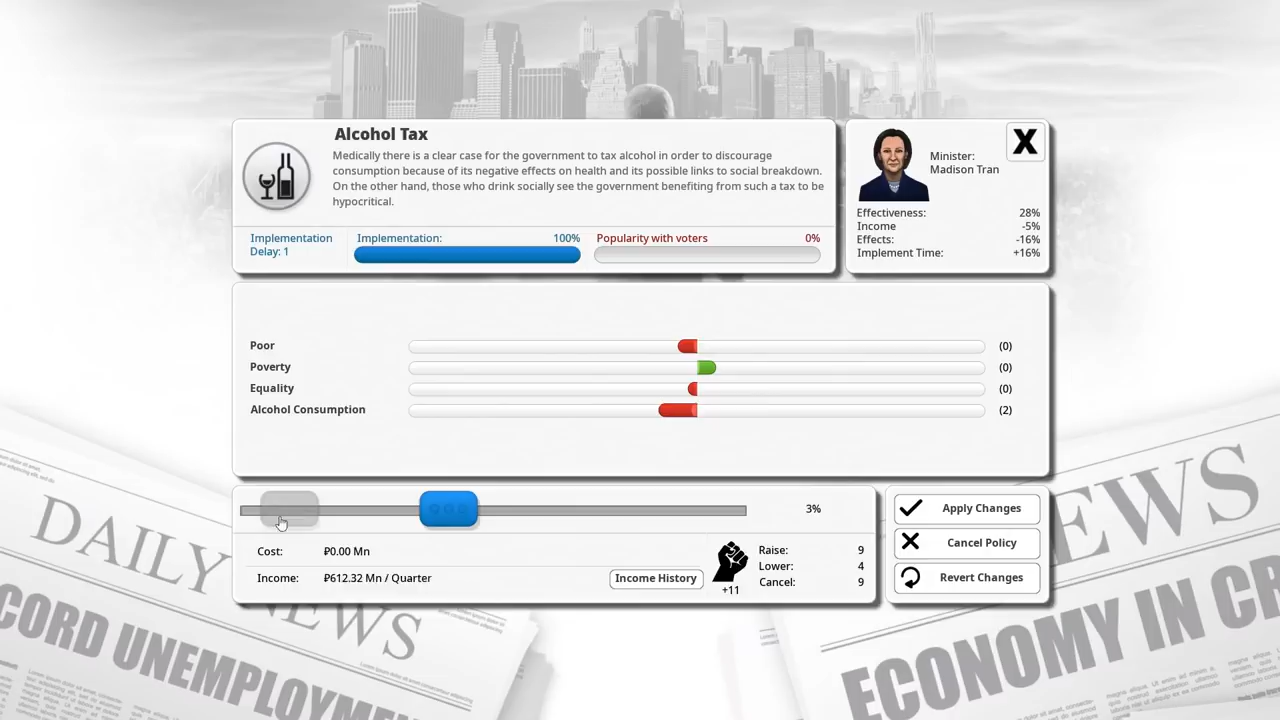 Alcohol Tax
Medically there is a clear case for the government to tax alcohol in order to discourage
consumption because of its negative effects on health and its possible links to social breakdown.
On the other hand, those who drink socially see the government benefiting from such a tax to be
hypocritical.
Implementation
Delay: 1
Implementation: 100%
Popularity with voters 0%
X
Minister:
Madison Tran
Effectiveness: 28%
Income -5%
Effects: -16%
Implement Time: +16%
Poor (0)
Poverty (0)
Equality (0)
Alcohol Consumption (2)
3%
Cost: ₽0.00 Mn
Income: ₽612.32 Mn / Quarter
Income History
+11
Raise: 9
Lower: 4
Cancel: 9
Apply Changes
Cancel Policy
Revert Changes
DAILY NEWS
CORD UNEMPLOYME
EWS
ECONOMY IN CR